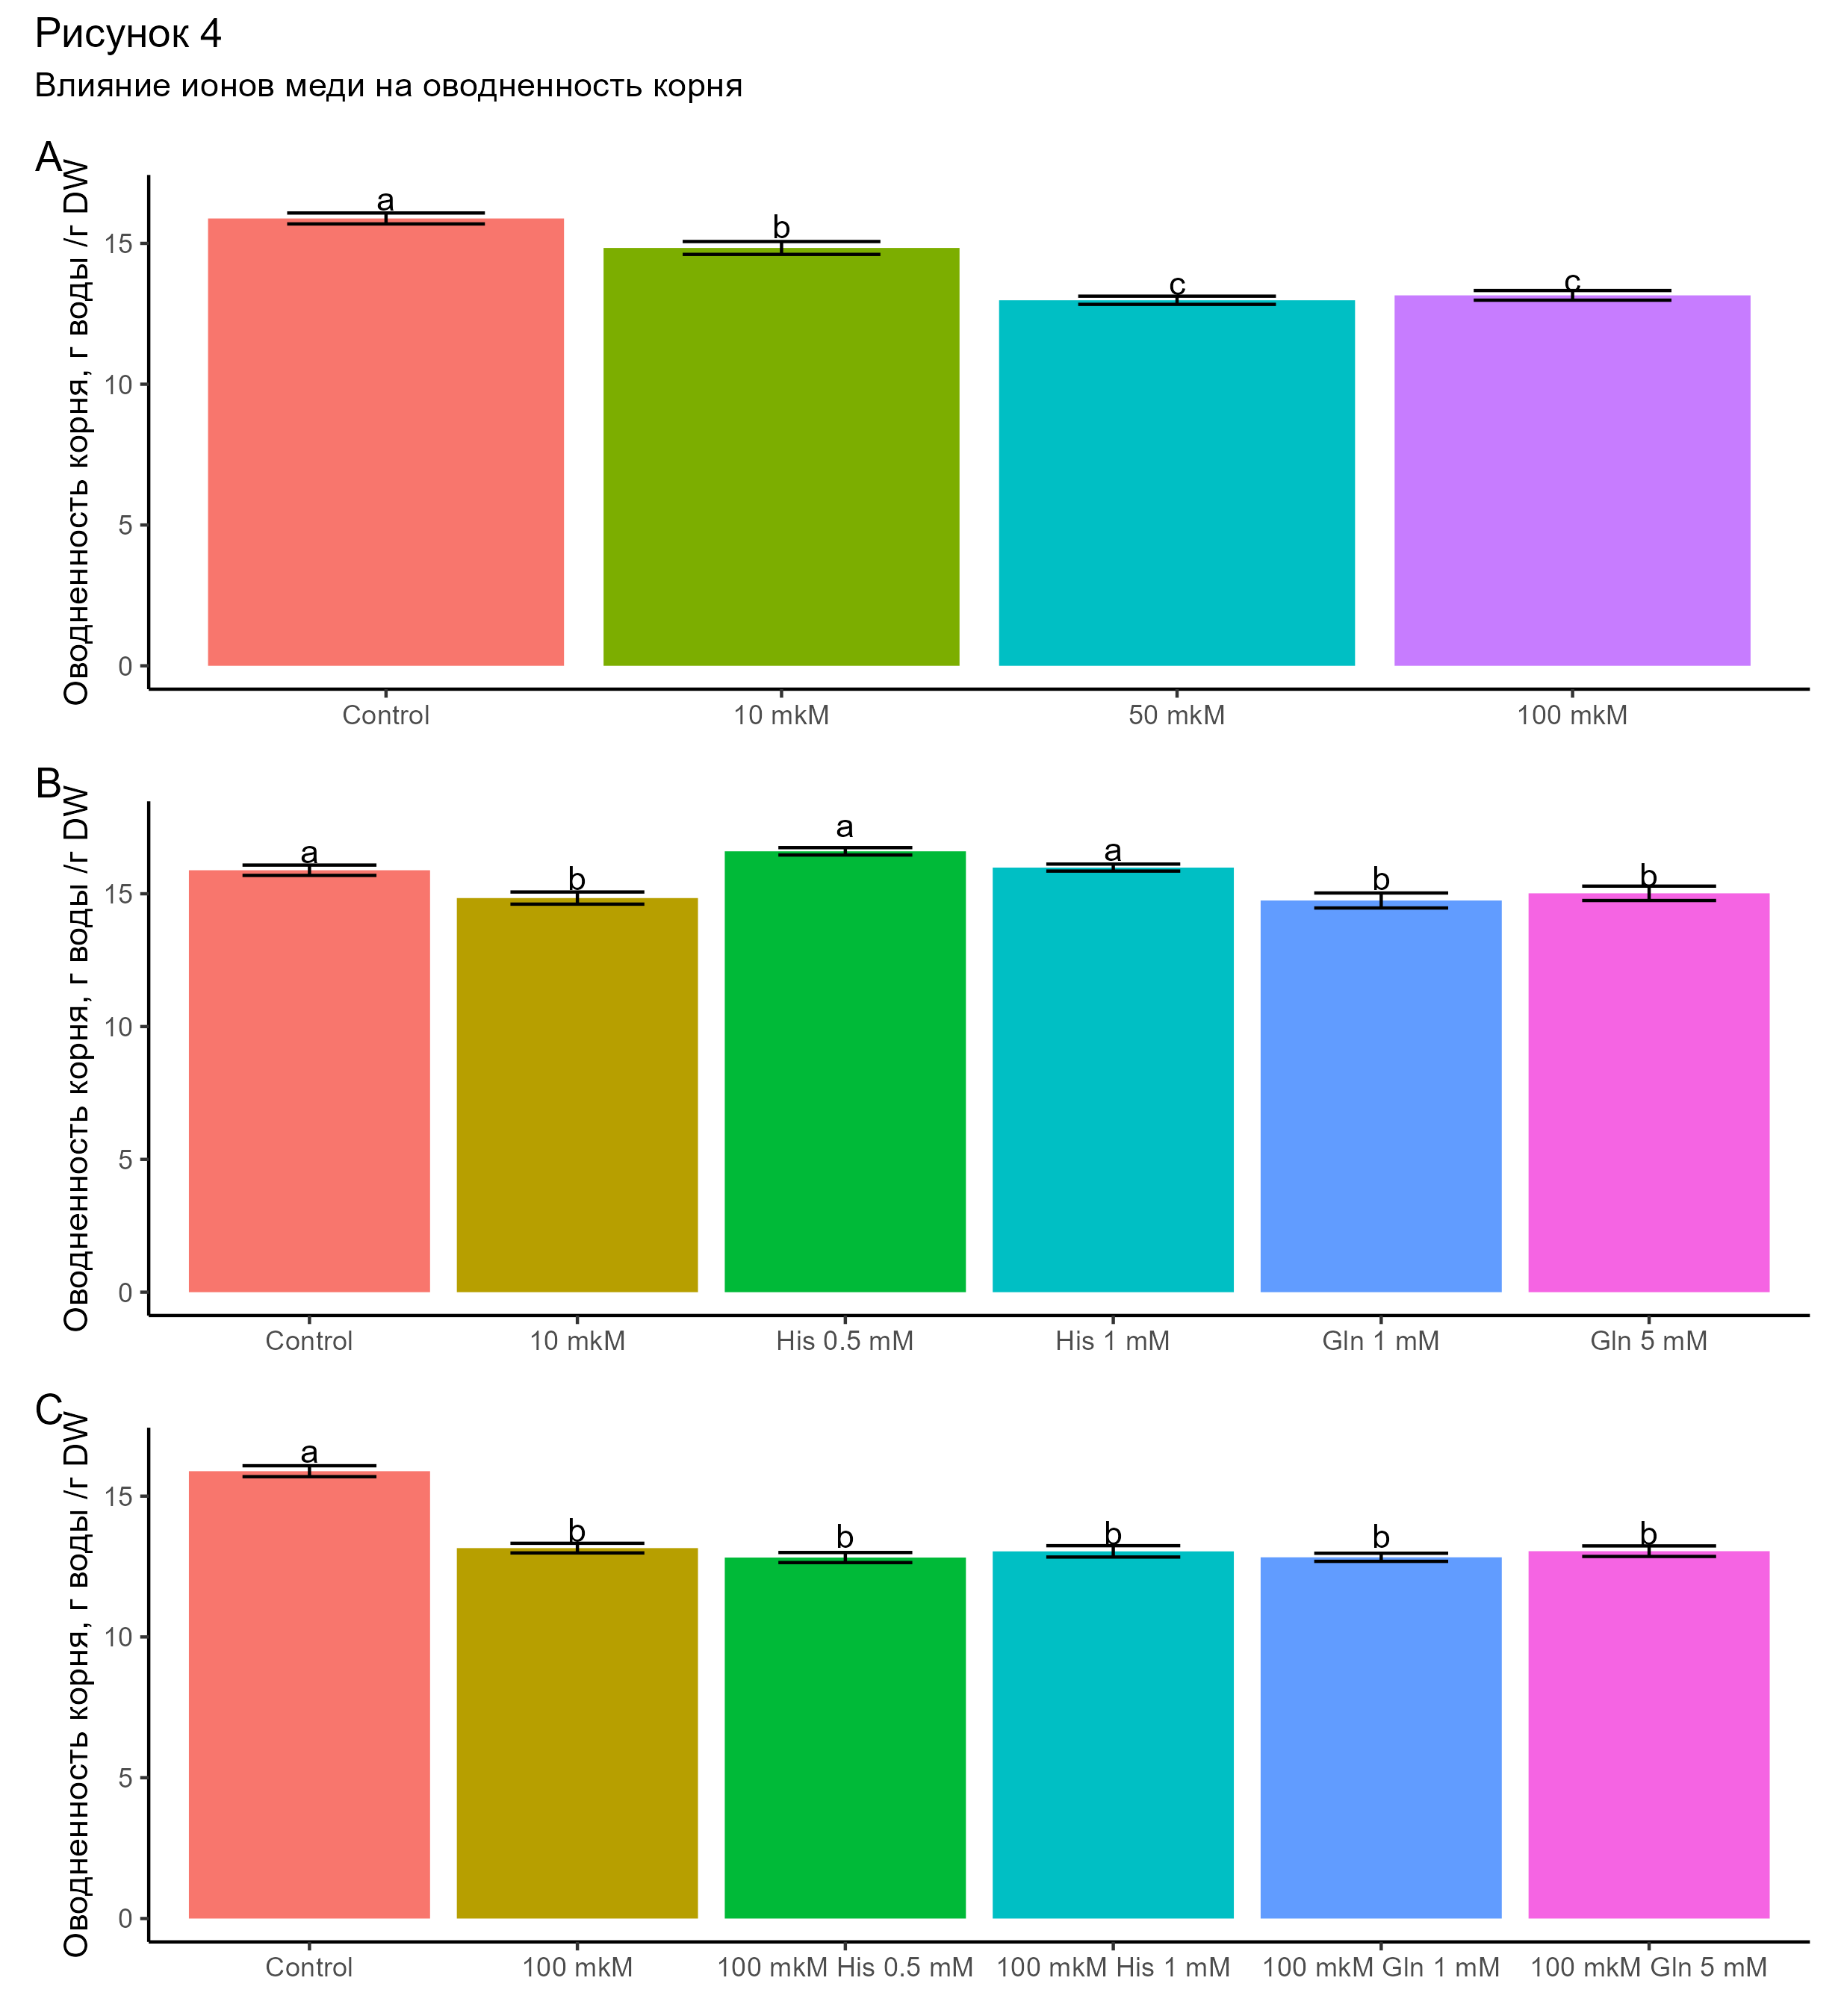 Рисунок 4
Влияние ионов меди на оводненность корня
A
Оводненность корня, г воды /г DW
15
10
5
0
a
b
c
c
Control
10 mkM
50 mkM
100 mkM
B
Оводненность корня, г воды /г DW
15
10
5
0
a
b
a
a
b
b
Control
10 mkM
His 0.5 mM
His 1 mM
Gln 1 mM
Gln 5 mM
C
Оводненность корня, г воды /г DW
15
10
5
0
a
b
b
b
b
b
Control
100 mkM
100 mkM His 0.5 mM
100 mkM His 1 mM
100 mkM Gln 1 mM
100 mkM Gln 5 mM